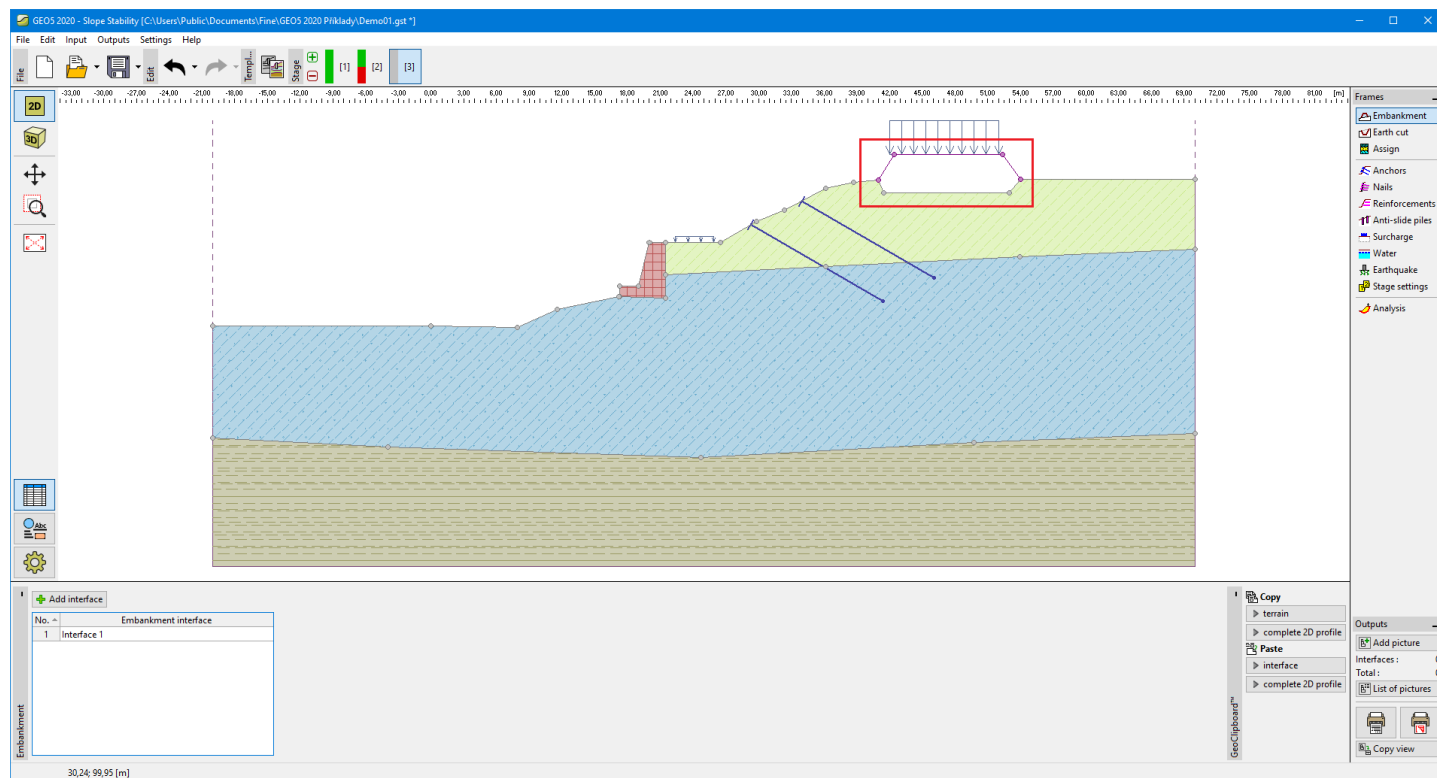 GEO5 2020 - Slope Stability [C:\Users\Public\Documents\Fine\GEO5 2020 Příklady\Demo01.gst *]
File Edit Input Outputs Settings Help
File Edit Templ... Stage [1] [2] [3]
-33,00 -30,00 -27,00 -24,00 -21,00 -18,00 -15,00 -12,00 -9,00 -6,00 -3,00 0,00 3,00 6,00 9,00 12,00 15,00 18,00 21,00 24,00 27,00 30,00 33,00 36,00 39,00 42,00 45,00 48,00 51,00 54,00 57,00 60,00 63,00 66,00 69,00 72,00 75,00 78,00 81,00 [m]
2D
3D
Abc
Frames
Embankment
Earth cut
Assign
Anchors
Nails
Reinforcements
Anti-slide piles
Surcharge
Water
Earthquake
Stage settings
Analysis
Embankment
Add interface
No. Embankment interface
1 Interface 1
GeoClipboard™
Copy
terrain
complete 2D profile
Paste
interface
complete 2D profile
Outputs
Add picture
Interfaces :
Total :
List of pictures
Copy view
30,24; 99,95 [m]